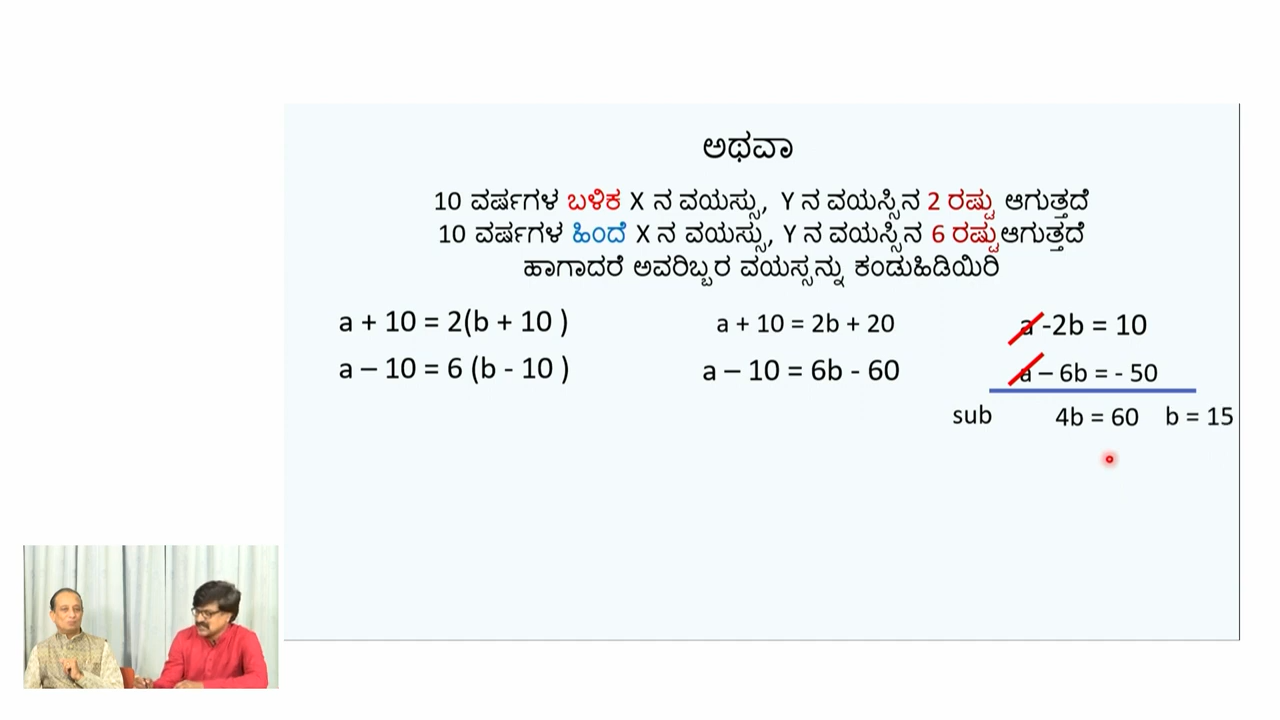 ಅಥವಾ
10 ವರ್ಷಗಳ ಬಳಿಕ X ನ ವಯಸ್ಸು, Y ನ ವಯಸ್ಸಿನ 2 ರಷ್ಟು ಆಗುತ್ತದೆ
10 ವರ್ಷಗಳ ಹಿಂದೆ X ನ ವಯಸ್ಸು, Y ನ ವಯಸ್ಸಿನ 6 ರಷ್ಟುಆಗುತ್ತದೆ
ಹಾಗಾದರೆ ಅವರಿಬ್ಬರ ವಯಸ್ಸನ್ನು ಕಂಡುಹಿಡಿಯಿರಿ
a + 10 = 2(b + 10 )
a – 10 = 6 (b - 10 )
a + 10 = 2b + 20
a – 10 = 6b - 60
a -2b = 10
a – 6b = - 50
sub 4b = 60 b = 15